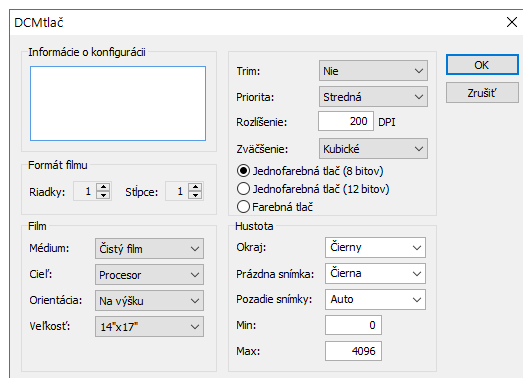 DCMtlač
Informácie o konfigurácii
Formát filmu
Riadky: 1 Stĺpce: 1
Film
Médium: Čistý film
Cieľ: Procesor
Orientácia: Na výšku
Veľkosť: 14"x17"
Trim: Nie
Priorita: Stredná
Rozlíšenie: 200 DPI
Zväčšenie: Kubické
Jednofarebná tlač (8 bitov)
Jednofarebná tlač (12 bitov)
Farebná tlač
Hustota
Okraj: Čierny
Prázdna snímka: Čierna
Pozadie snímky: Auto
Min: 0
Max: 4096
OK
Zrušiť